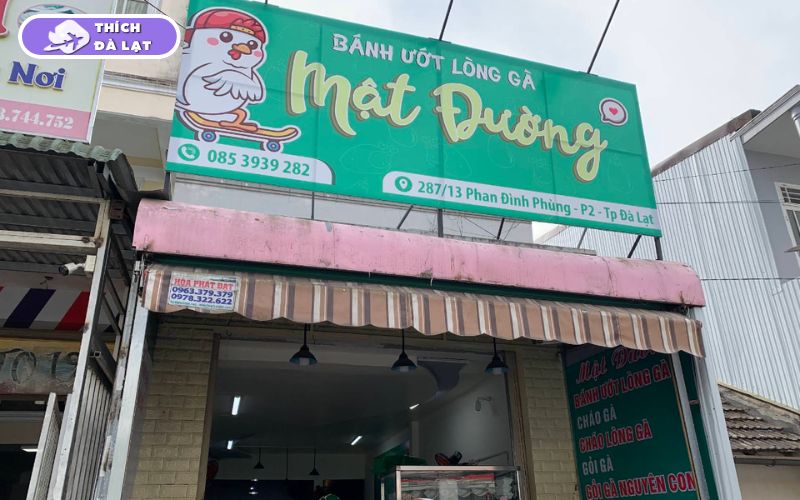 THÍCH
ĐÀ LẠT
Nơi
3.744.752
BÁNH ƯỚT LÒNG GÀ
Mật Đường
085 3939 282
287/13 Phan Đình Phùng - P2 - Tp Đà Lạt
HÒA PHÁT ĐẠT
0963.379.379
0978.322.622
BÁNH ƯỚT LÒNG GÀ
CHÁO GÀ
CHÁO LÒNG GÀ
GỎI GÀ
GỎI GÀ NGUYÊN CON